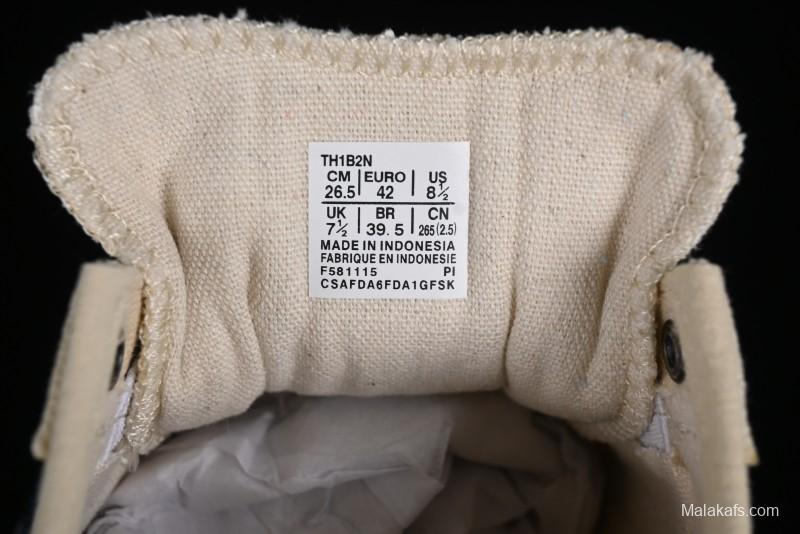 TH1B2N
CM EURO US
26.5 42 8½
UK BR CN
7½ 39.5 265(2.5)
MADE IN INDONESIA
FABRIQUE EN INDONESIE
F581115 PI
CSAFDA6FDA1GFSK
Malakafs.com